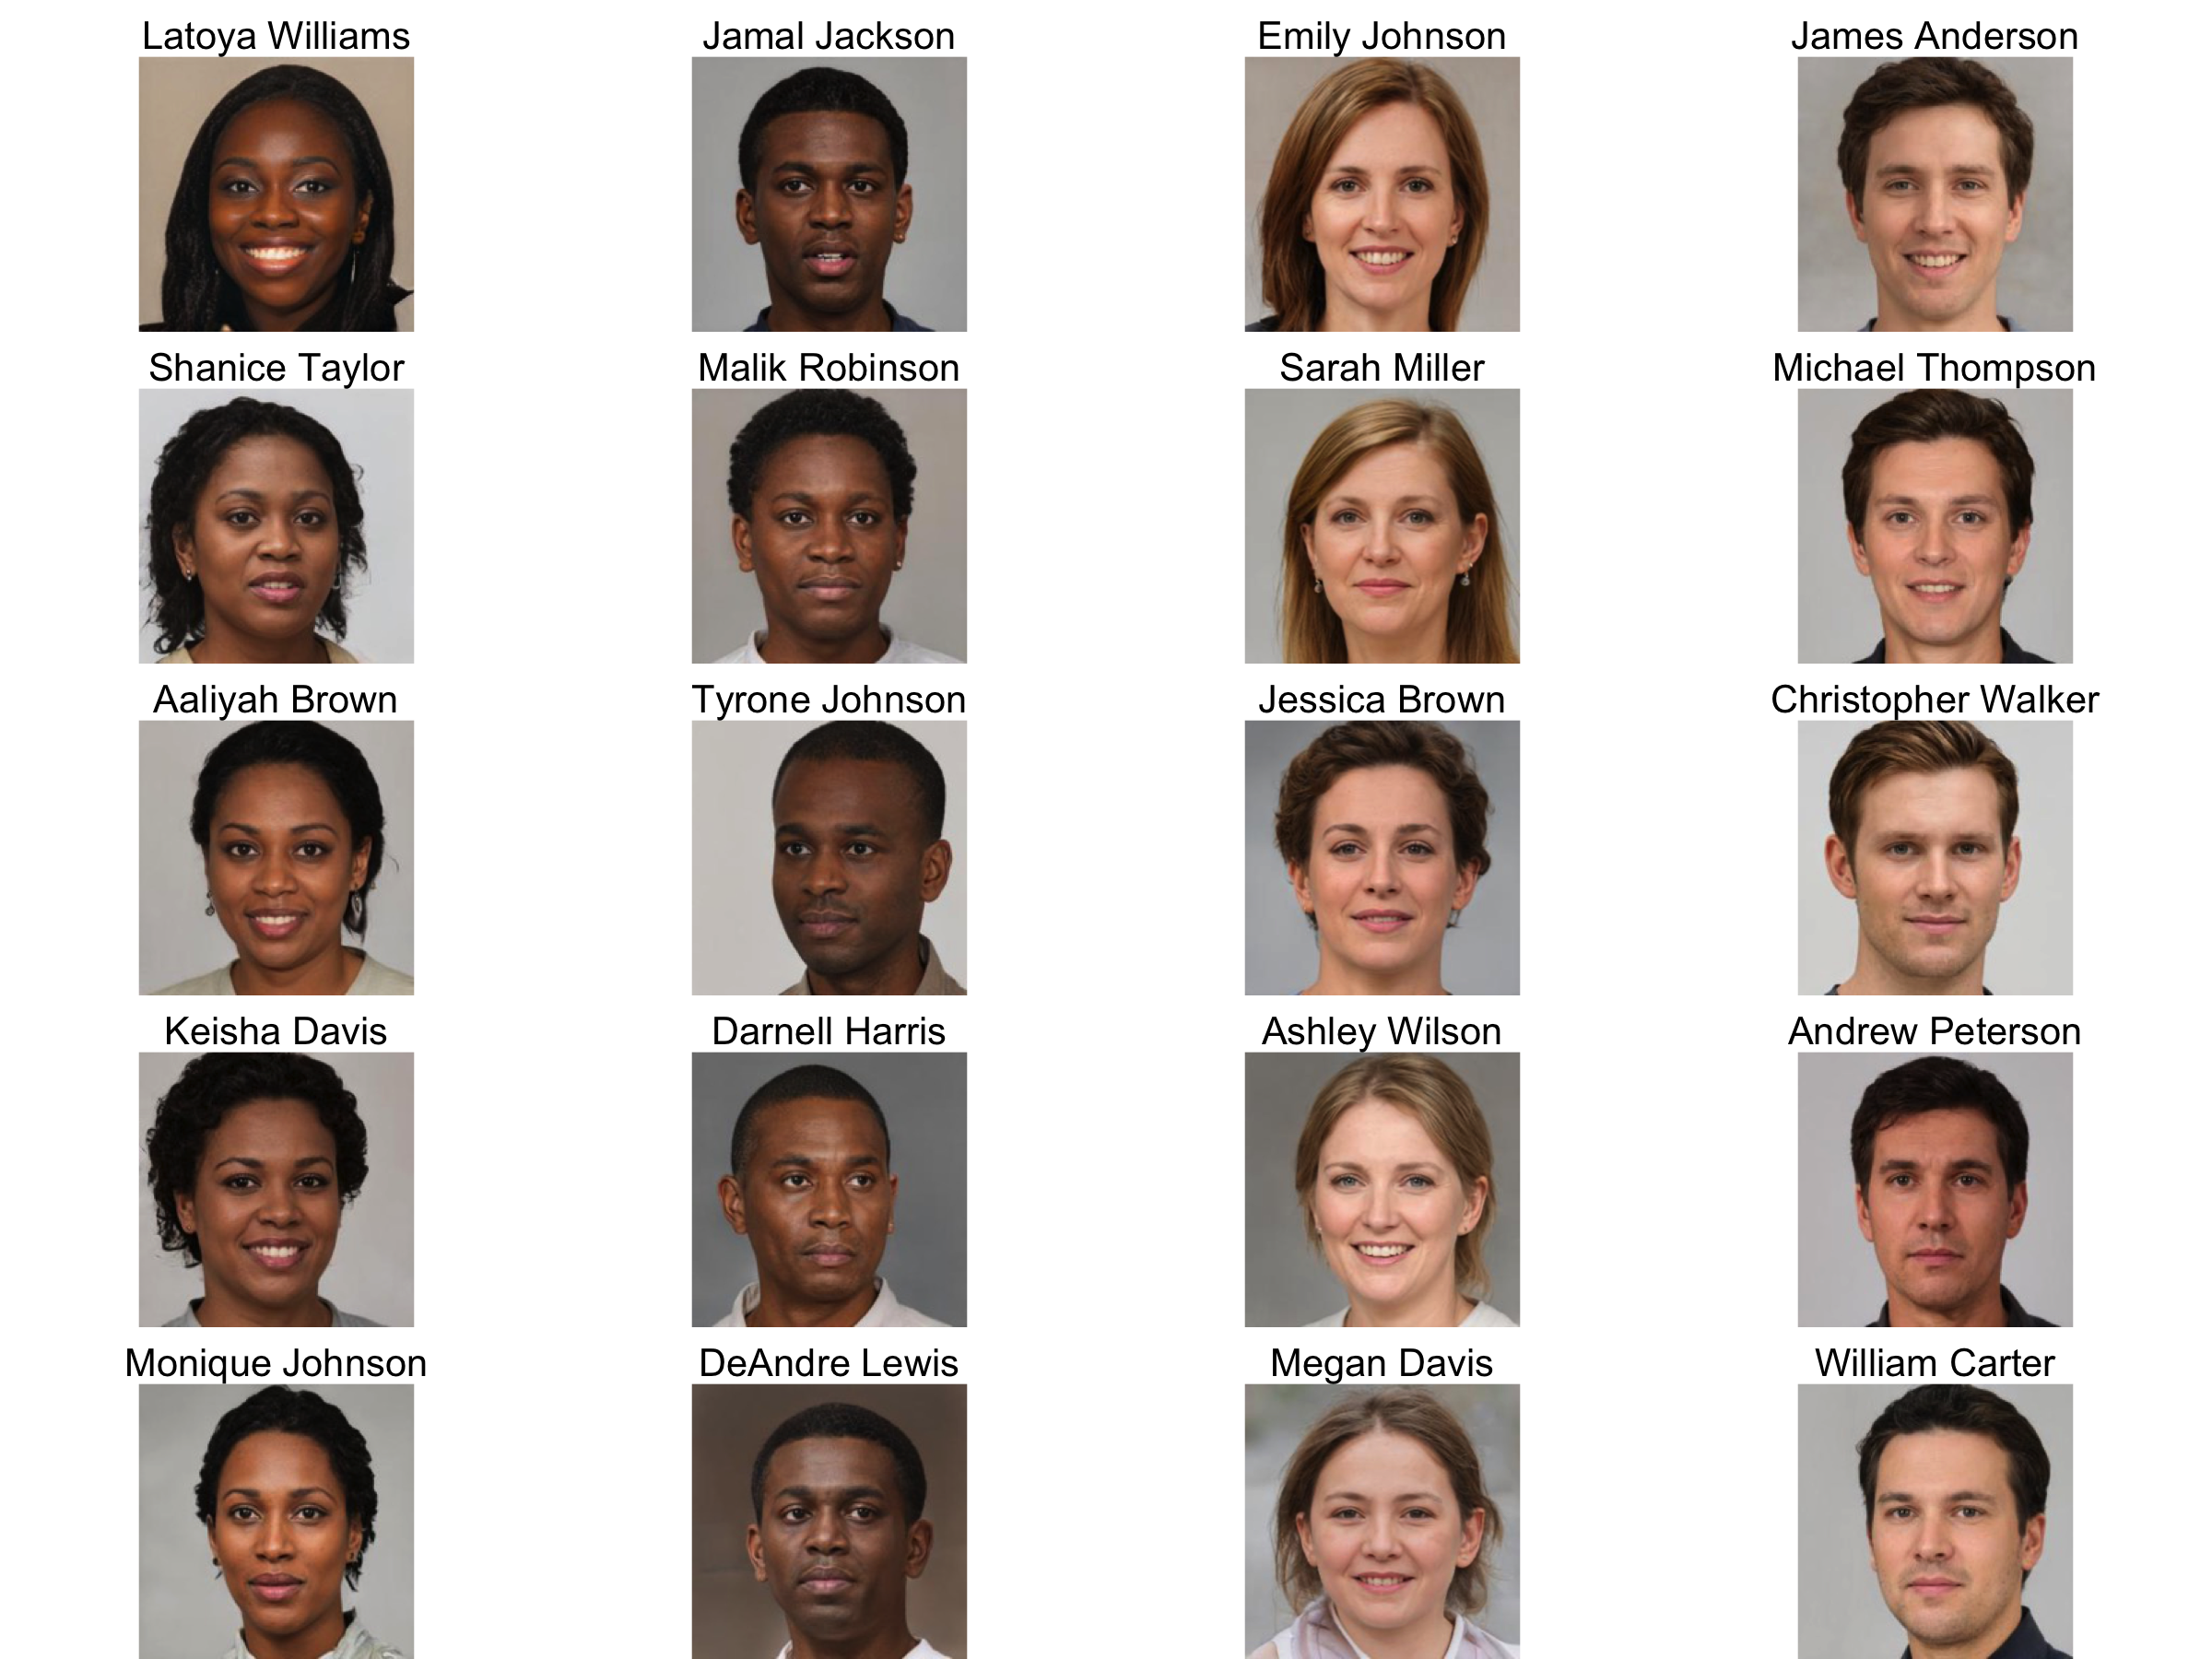 Latoya Williams
Jamal Jackson
Emily Johnson
James Anderson
Shanice Taylor
Malik Robinson
Sarah Miller
Michael Thompson
Aaliyah Brown
Tyrone Johnson
Jessica Brown
Christopher Walker
Keisha Davis
Darnell Harris
Ashley Wilson
Andrew Peterson
Monique Johnson
DeAndre Lewis
Megan Davis
William Carter